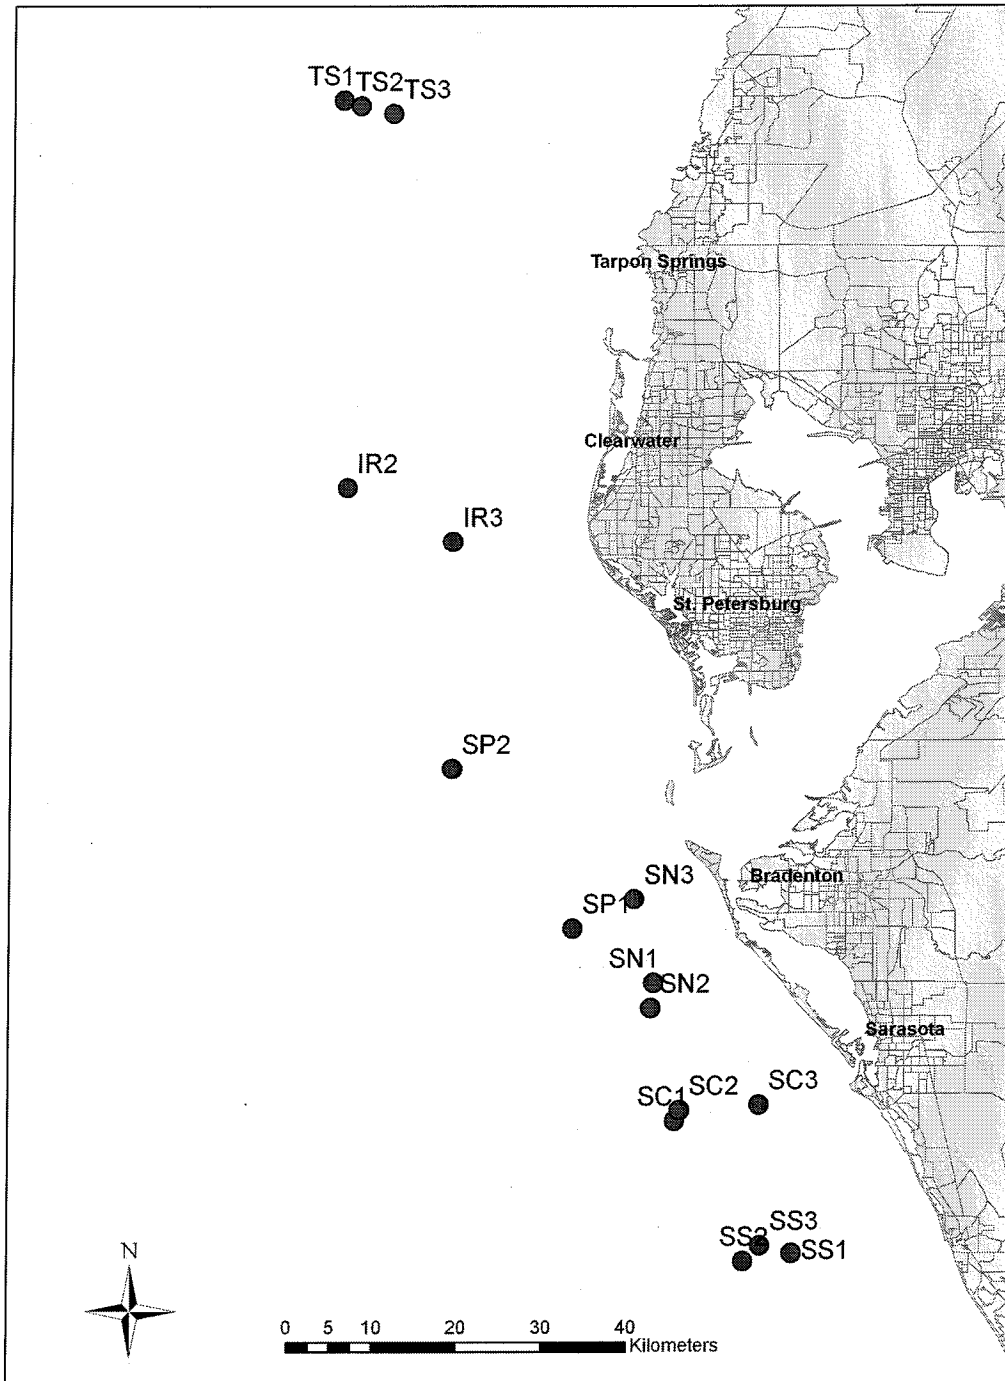 TS1 TS2 TS3
Tarpon Springs
Clearwater
IR2
IR3
St. Petersburg
SP2
Bradenton
SN3
SP1
SN1
SN2
Sarasota
SC1 SC2 SC3
SS2 SS3
SS1
N
0 5 10 20 30 40
Kilometers